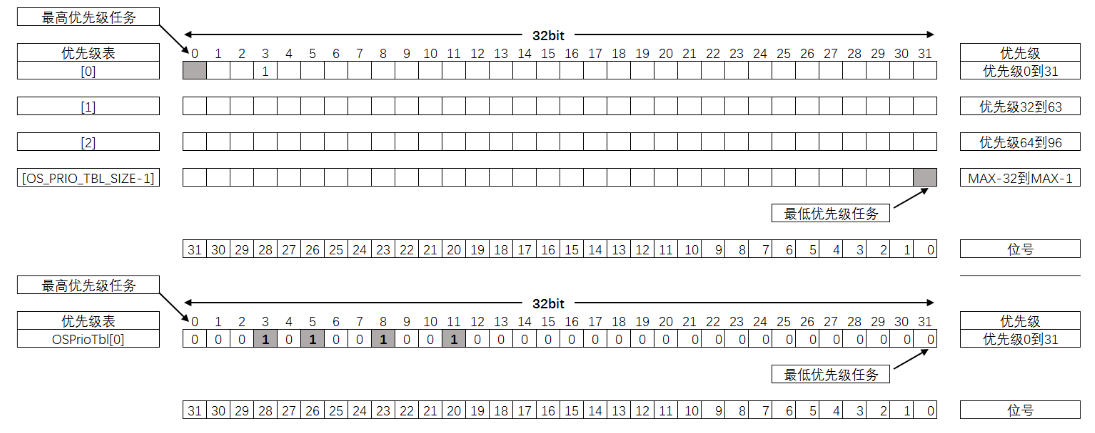 最高优先级任务
32bit
优先级表 0 1 2 3 4 5 6 7 8 9 10 11 12 13 14 15 16 17 18 19 20 21 22 23 24 25 26 27 28 29 30 31 优先级
[0] 1 优先级0到31
[1] 优先级32到63
[2] 优先级64到96
[OS_PRIO_TBL_SIZE-1] MAX-32到MAX-1
最低优先级任务
31 30 29 28 27 26 25 24 23 22 21 20 19 18 17 16 15 14 13 12 11 10 9 8 7 6 5 4 3 2 1 0 位号
最高优先级任务
32bit
优先级表 0 1 2 3 4 5 6 7 8 9 10 11 12 13 14 15 16 17 18 19 20 21 22 23 24 25 26 27 28 29 30 31 优先级
OSPrioTbl[0] 0 0 0 1 0 1 0 0 1 0 0 1 0 0 0 0 0 0 0 0 0 0 0 0 0 0 0 0 0 0 0 0 优先级0到31
最低优先级任务
31 30 29 28 27 26 25 24 23 22 21 20 19 18 17 16 15 14 13 12 11 10 9 8 7 6 5 4 3 2 1 0 位号